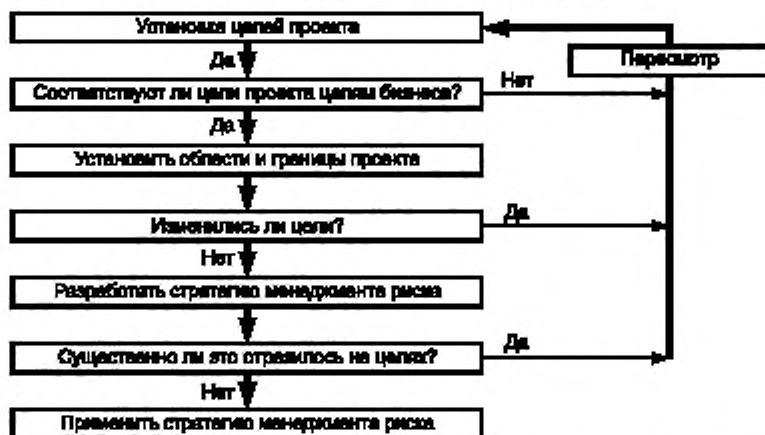 Установка целей проекта
Да
Пересмотр
Соответствуют ли цели проекта целям бизнеса?
Нет
Да
Установить области и границы проекта
Изменились ли цели?
Да
Нет
Разработать стратегию менеджмента риска
Существенно ли это отразилось на целях?
Да
Нет
Применить стратегию менеджмента риска